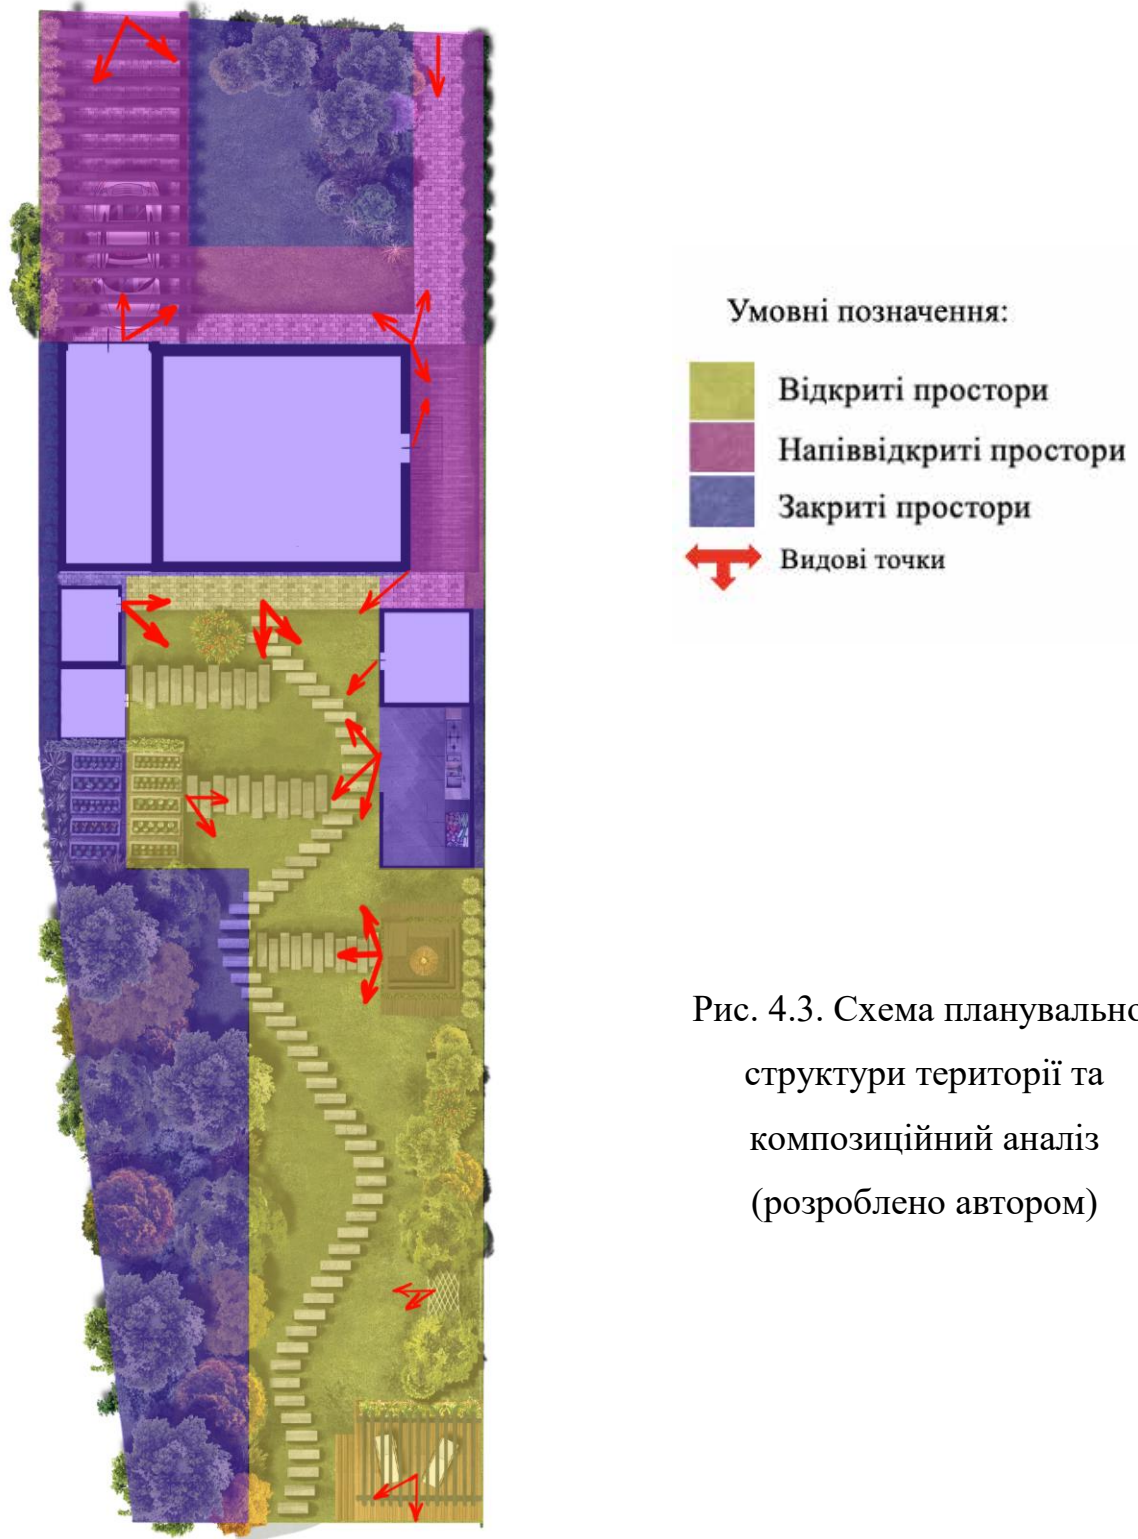 Умовні позначення:
Відкриті простори
Напіввідкриті простори
Закриті простори
Видові точки
Рис. 4.3. Схема планувально
структури території та
композиційний аналіз
(розроблено автором)